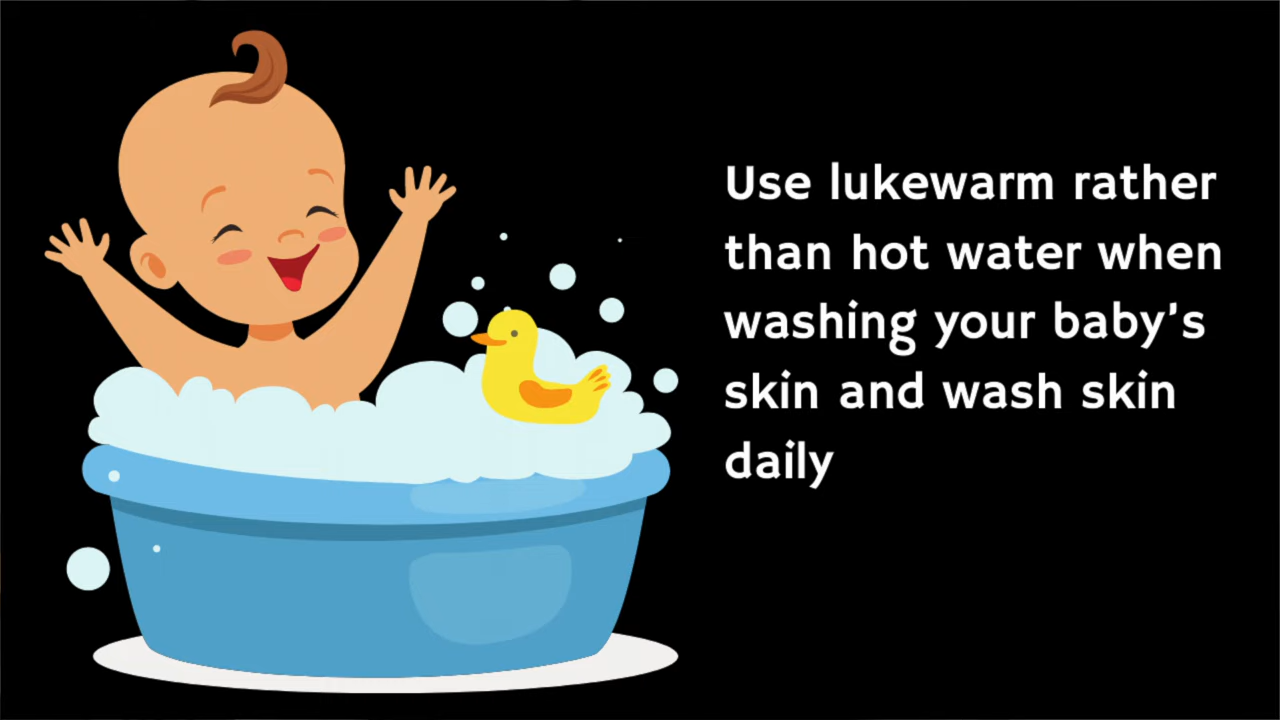 Use lukewarm rather
than hot water when
washing your baby's
skin and wash skin
daily